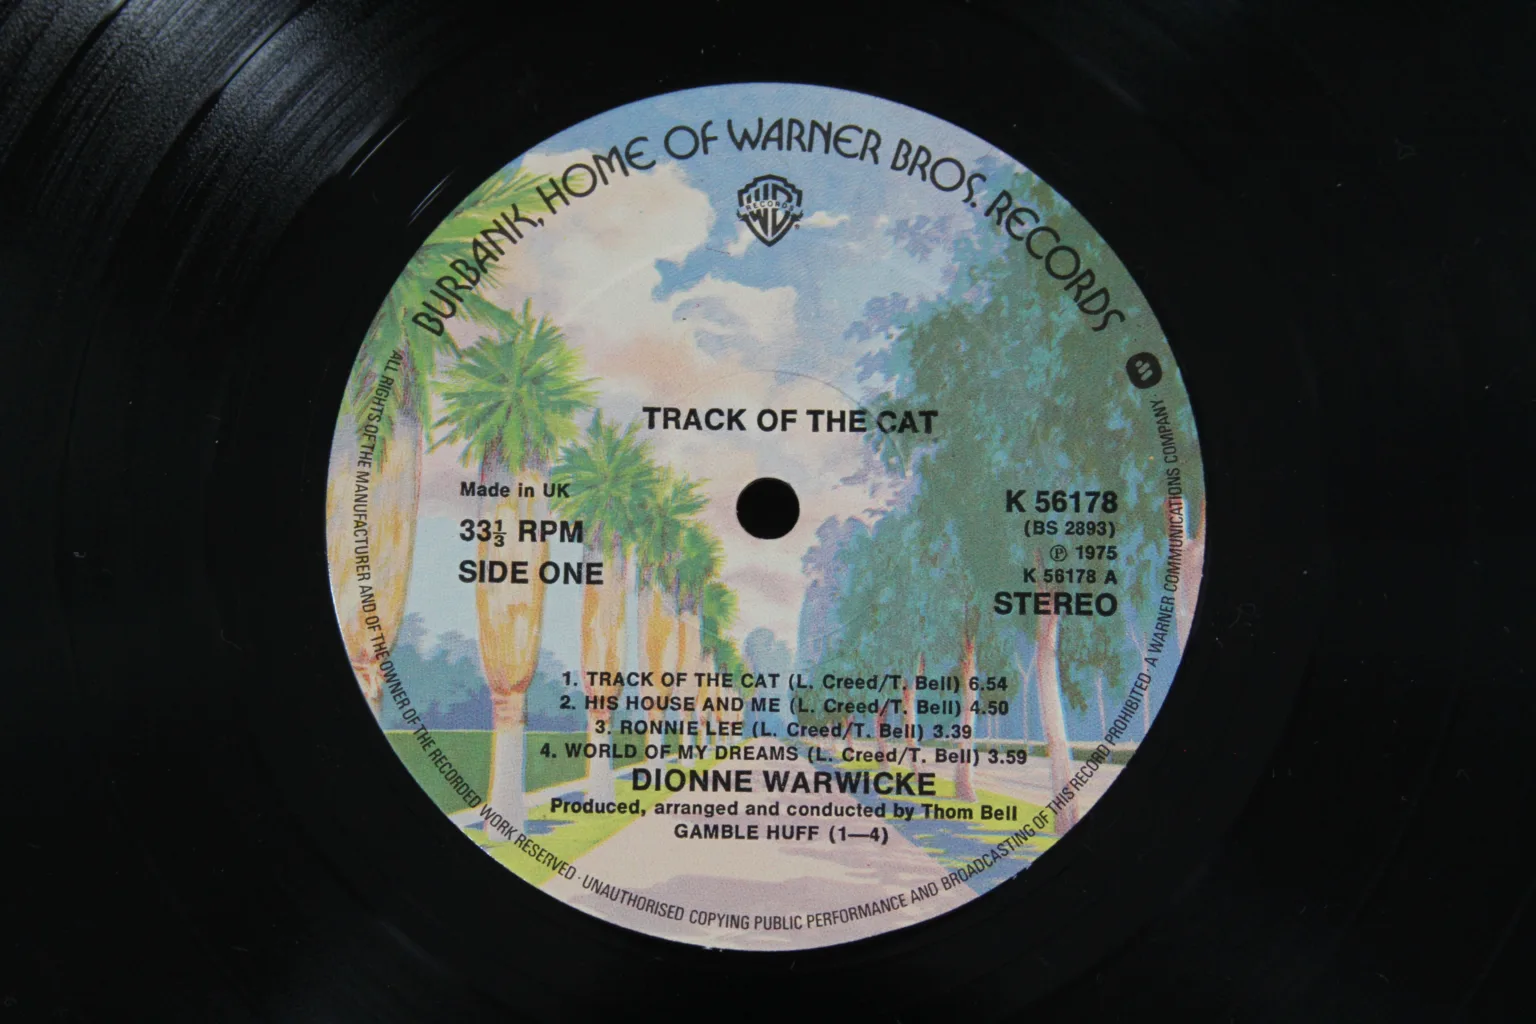 BURBANK, HOME OF WARNER BROS. RECORDS
RECORDS
TRACK OF THE CAT
Made in UK
33⅓ RPM
SIDE ONE
K 56178
(BS 2893)
℗ 1975
K 56178 A
STEREO
1. TRACK OF THE CAT (L. Creed/T. Bell) 6.54
2. HIS HOUSE AND ME (L. Creed/T. Bell) 4.50
3. RONNIE LEE (L. Creed/T. Bell) 3.39
4. WORLD OF MY DREAMS (L. Creed/T. Bell) 3.59
DIONNE WARWICKE
Produced, arranged and conducted by Thom Bell
GAMBLE HUFF (1—4)
ALL RIGHTS OF THE MANUFACTURER AND OF THE OWNER OF THE RECORDED WORK RESERVED · UNAUTHORISED COPYING PUBLIC PERFORMANCE AND BROADCASTING OF THIS RECORD PROHIBITED · A WARNER COMMUNICATIONS COMPANY ·